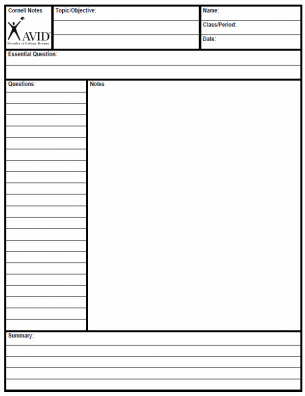 Cornell Notes
Topic/Objective:
Name:
Class/Period:
Date:
AVID
Essential Question:
Questions:
Notes
Summary: